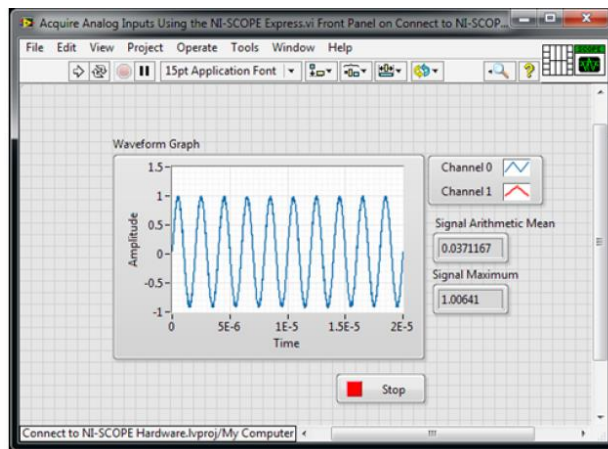 Acquire Analog Inputs Using the NI-SCOPE Express.vi Front Panel on Connect to NI-SCOP...
File Edit View Project Operate Tools Window Help
15pt Application Font
SCOPE
Waveform Graph
Amplitude
1.5
1
0.5
0
-0.5
-1
0 5E-6 1E-5 1.5E-5 2E-5
Time
Channel 0
Channel 1
Signal Arithmetic Mean
0.0371167
Signal Maximum
1.00641
Stop
Connect to NI-SCOPE Hardware.lvproj/My Computer